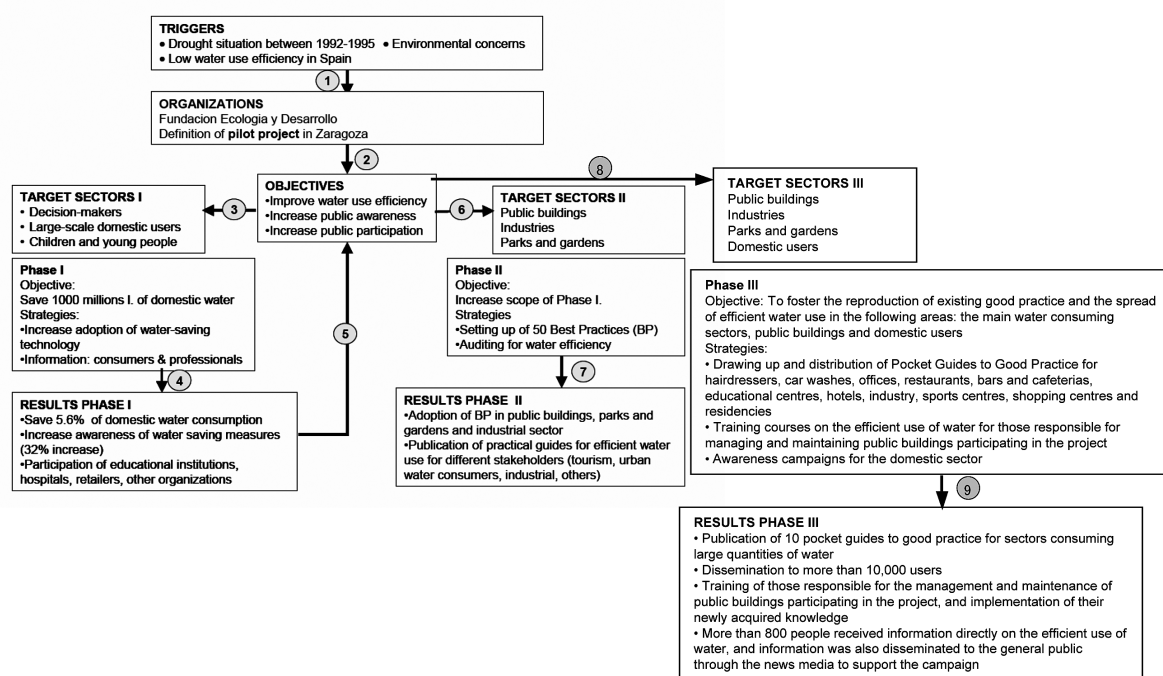 TRIGGERS
• Drought situation between 1992-1995 • Environmental concerns
• Low water use efficiency in Spain
1
ORGANIZATIONS
Fundacion Ecologia y Desarrollo
Definition of pilot project in Zaragoza
2
8
OBJECTIVES
•Improve water use efficiency
•Increase public awareness
•Increase public participation
TARGET SECTORS I
• Decision-makers
• Large-scale domestic users
• Children and young people
3
6
TARGET SECTORS II
Public buildings
Industries
Parks and gardens
TARGET SECTORS III
Public buildings
Industries
Parks and gardens
Domestic users
Phase I
Objective:
Save 1000 millions l. of domestic water
Strategies:
•Increase adoption of water-saving
technology
•Information: consumers & professionals
4
5
RESULTS PHASE I
•Save 5.6% of domestic water consumption
•Increase awareness of water saving measures
(32% increase)
•Participation of educational institutions,
hospitals, retailers, other organizations
Phase II
Objective:
Increase scope of Phase I.
Strategies
•Setting up of 50 Best Practices (BP)
•Auditing for water efficiency
7
RESULTS PHASE II
•Adoption of BP in public buildings, parks and
gardens and industrial sector
•Publication of practical guides for efficient water
use for different stakeholders (tourism, urban
water consumers, industrial, others)
Phase III
Objective: To foster the reproduction of existing good practice and the spread
of efficient water use in the following areas: the main water consuming
sectors, public buildings and domestic users
Strategies:
• Drawing up and distribution of Pocket Guides to Good Practice for
hairdressers, car washes, offices, restaurants, bars and cafeterias,
educational centres, hotels, industry, sports centres, shopping centres and
residencies
• Training courses on the efficient use of water for those responsible for
managing and maintaining public buildings participating in the project
• Awareness campaigns for the domestic sector
9
RESULTS PHASE III
• Publication of 10 pocket guides to good practice for sectors consuming
large quantities of water
• Dissemination to more than 10,000 users
• Training of those responsible for the management and maintenance of
public buildings participating in the project, and implementation of their
newly acquired knowledge
• More than 800 people received information directly on the efficient use of
water, and information was also disseminated to the general public
through the news media to support the campaign